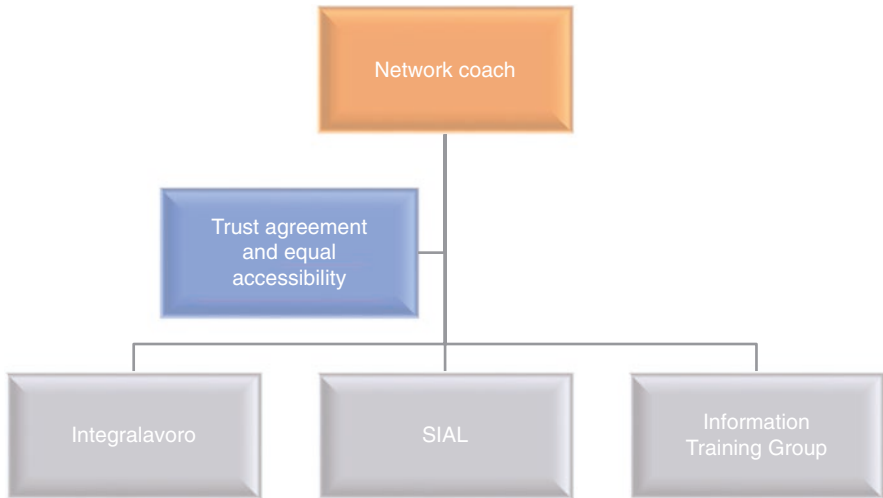 Network coach
Trust agreement
and equal
accessibility
Integralavoro
SIAL
Information
Training Group